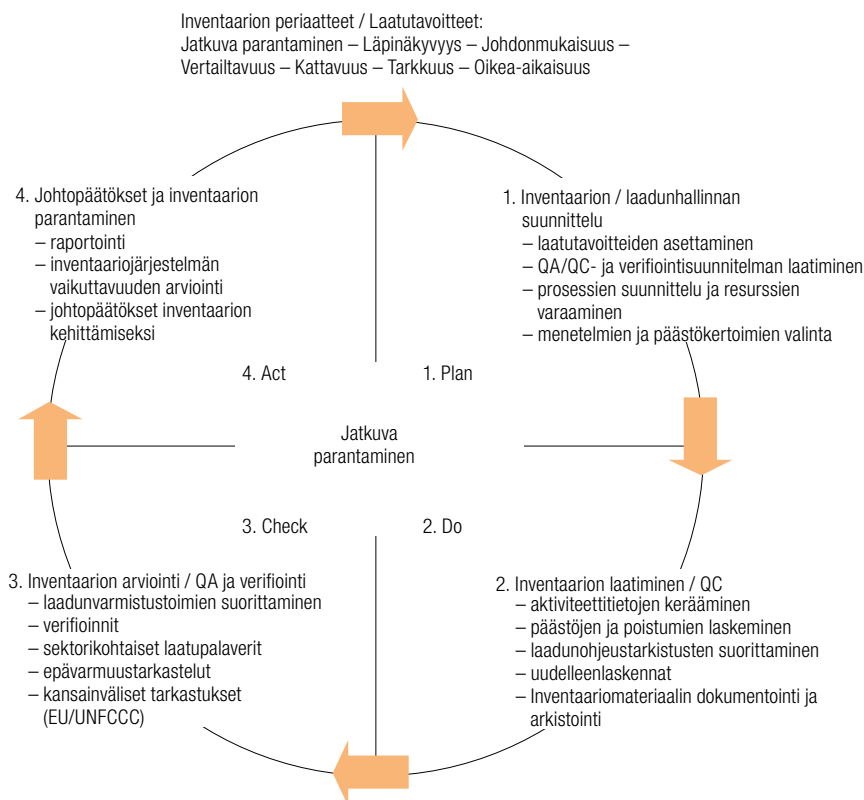 Inventaarion periaatteet / Laatutavoitteet:
Jatkuva parantaminen – Läpinäkyvyys – Johdonmukaisuus –
Vertailtavuus – Kattavuus – Tarkkuus – Oikea-aikaisuus
4. Johtopäätökset ja inventaarion
parantaminen
– raportointi
– inventaariojärjestelmän
vaikuttavuuden arviointi
– johtopäätökset inventaarion
kehittämiseksi
1. Inventaarion / laadunhallinnan
suunnittelu
– laatutavoitteiden asettaminen
– QA/QC- ja verifiointisuunnitelman laatiminen
– prosessien suunnittelu ja resurssien
varaaminen
– menetelmien ja päästökertoimien valinta
4. Act
1. Plan
Jatkuva
parantaminen
3. Check
2. Do
3. Inventaarion arviointi / QA ja verifiointi
– laadunvarmistustoimien suorittaminen
– verifioinnit
– sektorikohtaiset laatupalaverit
– epävarmuustarkastelut
– kansainväliset tarkastukset
(EU/UNFCCC)
2. Inventaarion laatiminen / QC
– aktiviteettitietojen kerääminen
– päästöjen ja poistumien laskeminen
– laadunohjeustarkistusten suorittaminen
– uudelleenlaskennat
– Inventaariomateriaalin dokumentointi ja
arkistointi